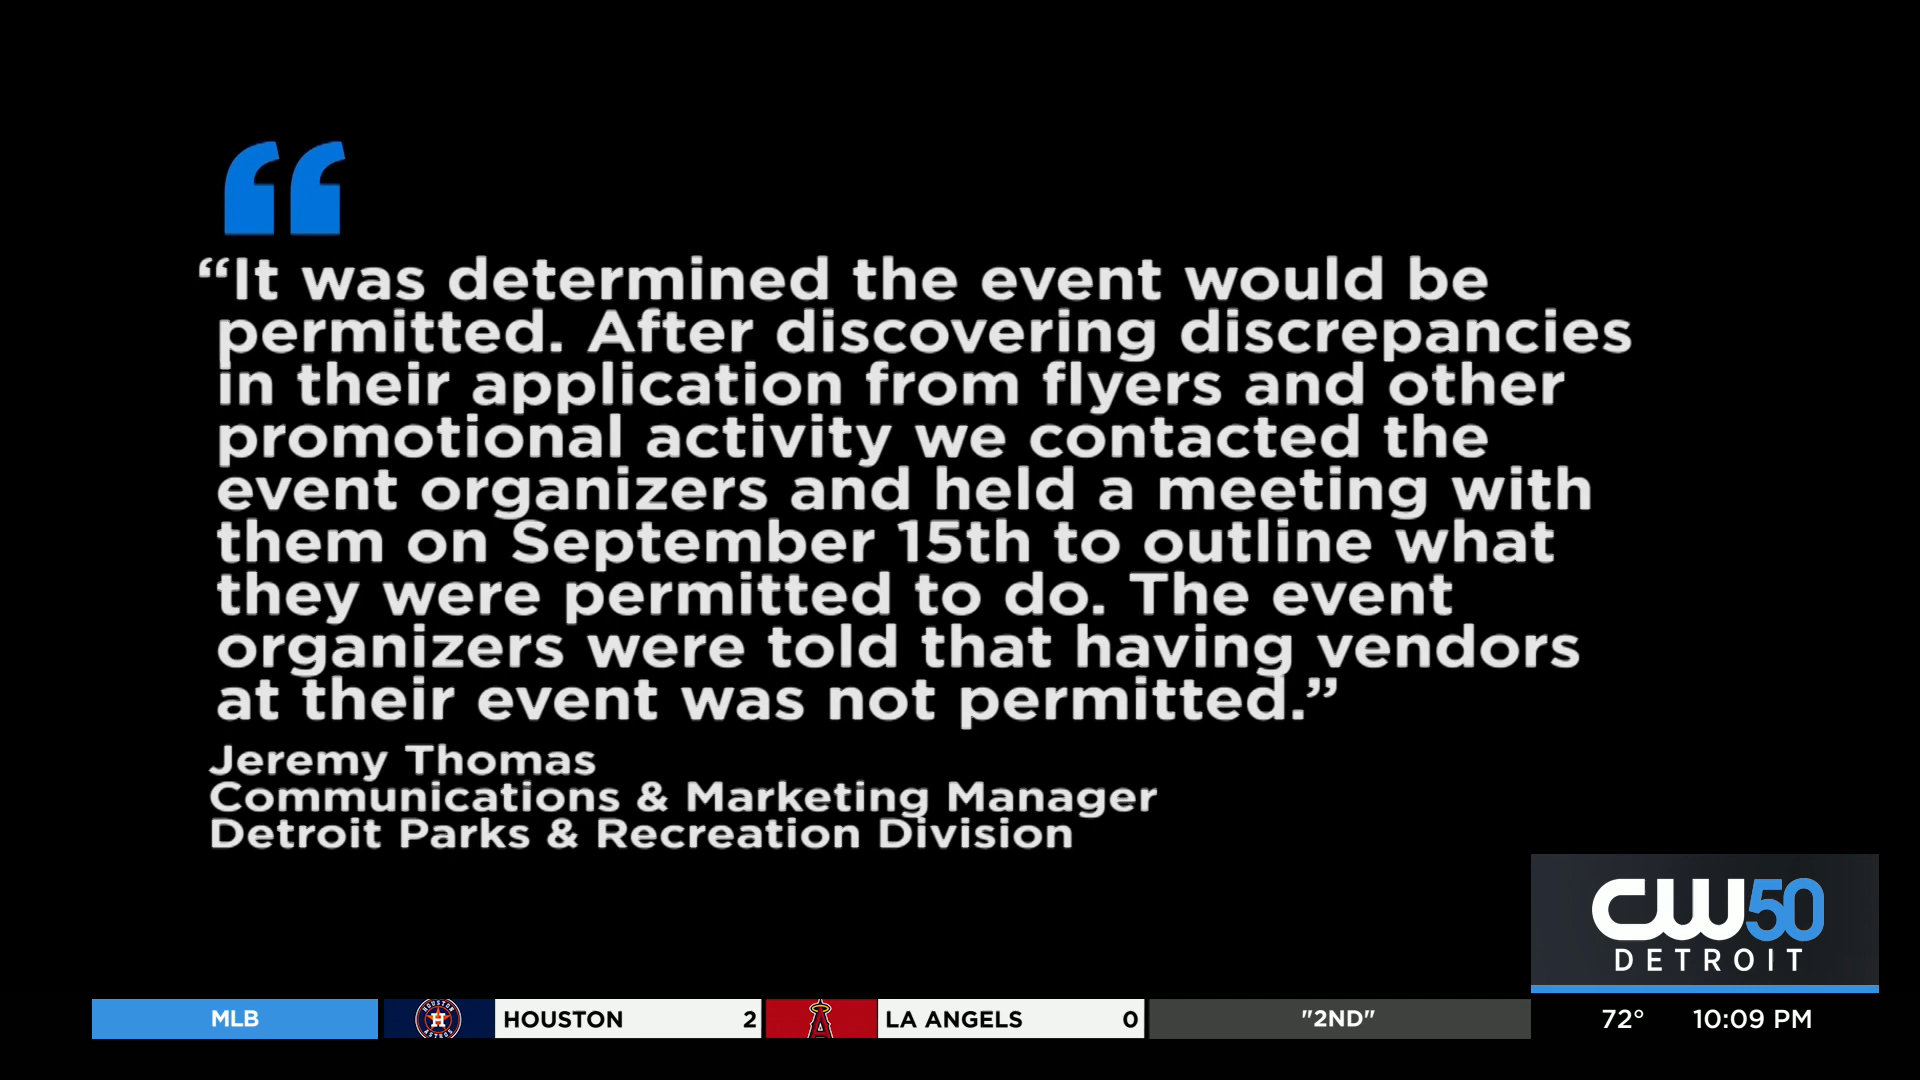 “It was determined the event would be
permitted. After discovering discrepancies
in their application from flyers and other
promotional activity we contacted the
event organizers and held a meeting with
them on September 15th to outline what
they were permitted to do. The event
organizers were told that having vendors
at their event was not permitted.”
Jeremy Thomas
Communications & Marketing Manager
Detroit Parks & Recreation Division
CW50
DETROIT
MLB HOUSTON 2 LA ANGELS 0 "2ND" 72° 10:09 PM